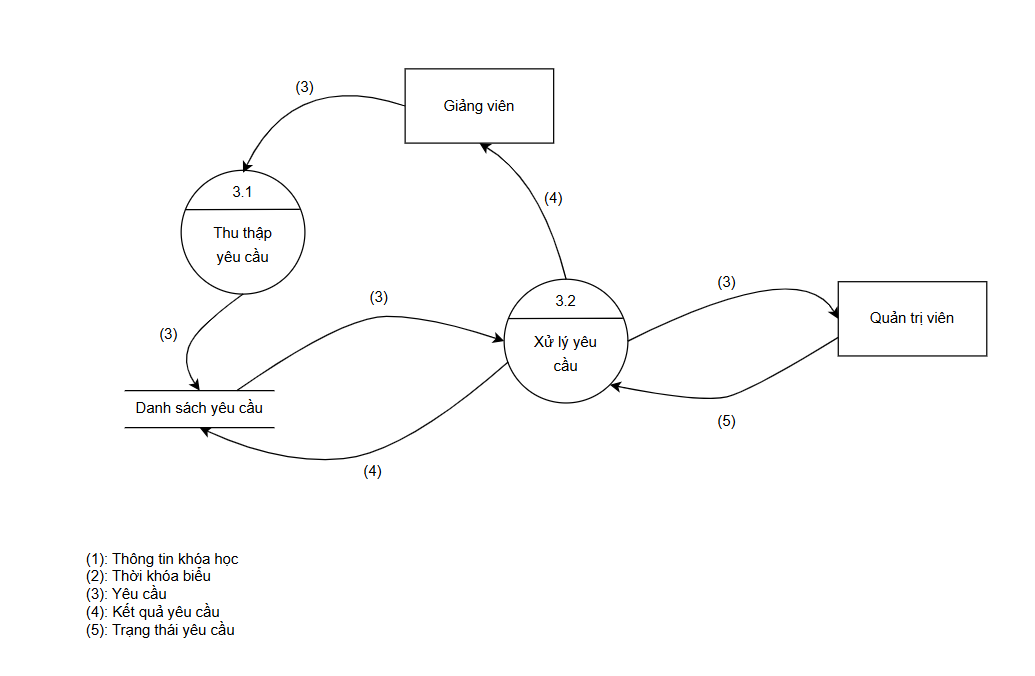 (3)
Giảng viên
3.1
(4)
Thu thập
yêu cầu
(3)
(3)
3.2
(3)
Quản trị viên
Xử lý yêu
cầu
Danh sách yêu cầu
(5)
(4)
(1): Thông tin khóa học
(2): Thời khóa biểu
(3): Yêu cầu
(4): Kết quả yêu cầu
(5): Trạng thái yêu cầu